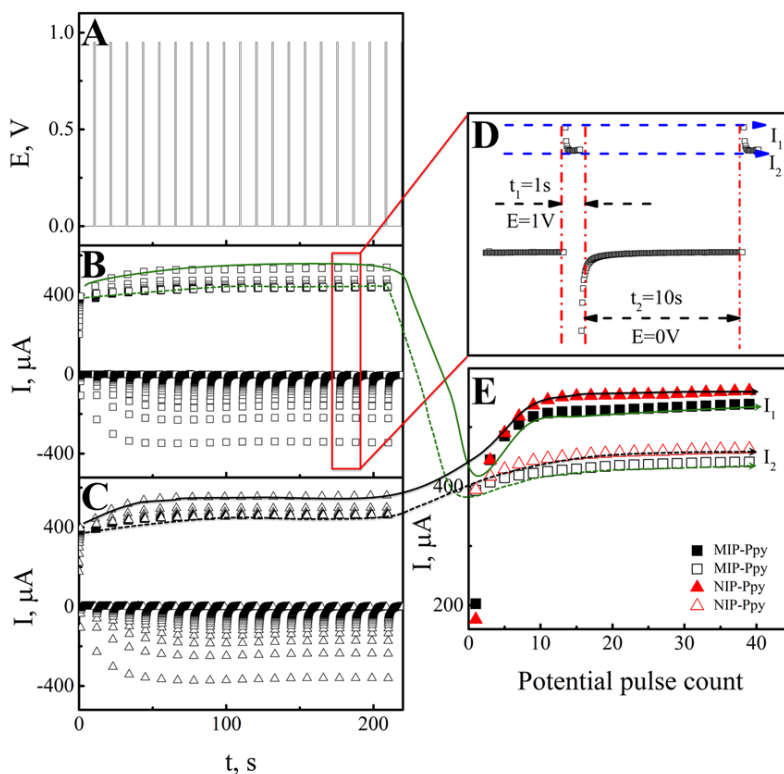 A
1.0
0.5
0.0
E, V
B
400
0
-400
I, µA
C
400
0
-400
I, µA
0
100
200
t, s
D
I₁
I₂
t₁=1s
E=1V
t₂=10s
E=0V
E
I₁
I₂
400
200
I, µA
MIP-Ppy
MIP-Ppy
NIP-Ppy
NIP-Ppy
0
10
20
30
40
Potential pulse count